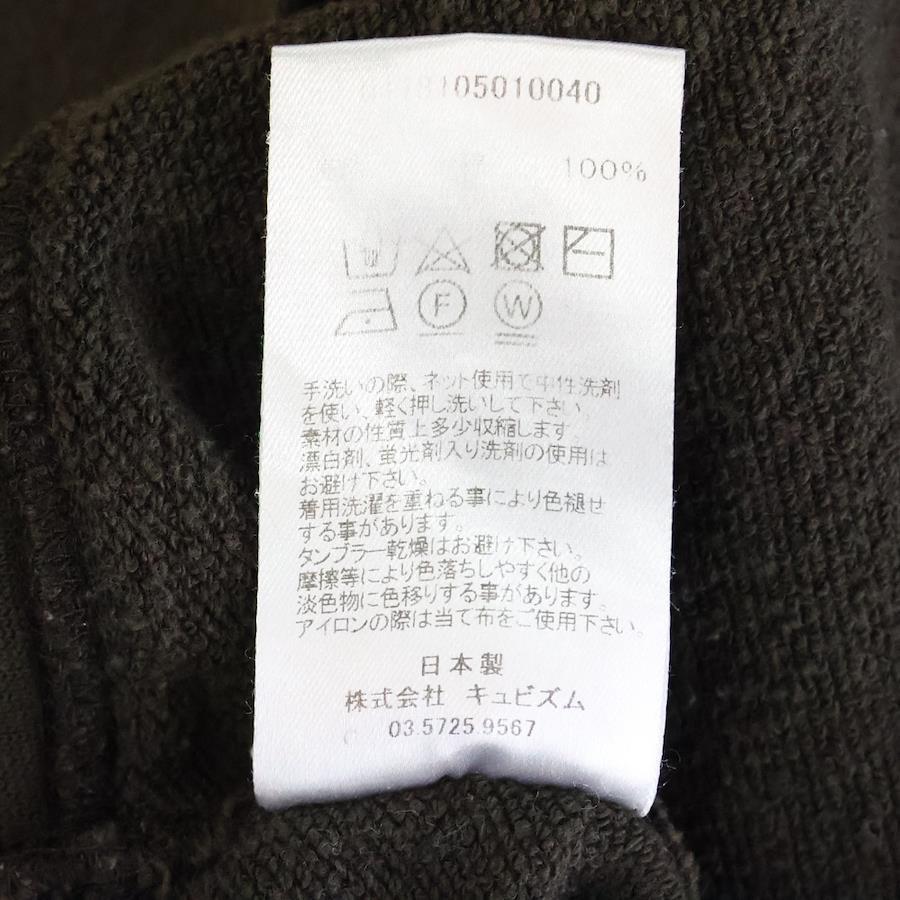 105010040
100%
F W
手洗いの際、ネット使用で中性洗剤
を使い、軽く押し洗いして下さい。
素材の性質上多少収縮します。
漂白剤、蛍光剤入り洗剤の使用は
お避け下さい。
着用洗濯を重ねる事により色褪せ
する事があります。
タンブラー乾燥はお避け下さい。
摩擦等により色落ちしやすく他の
淡色物に色移りする事があります。
アイロンの際は当て布をご使用下さい。
日本製
株式会社 キュビズム
03.5725.9567